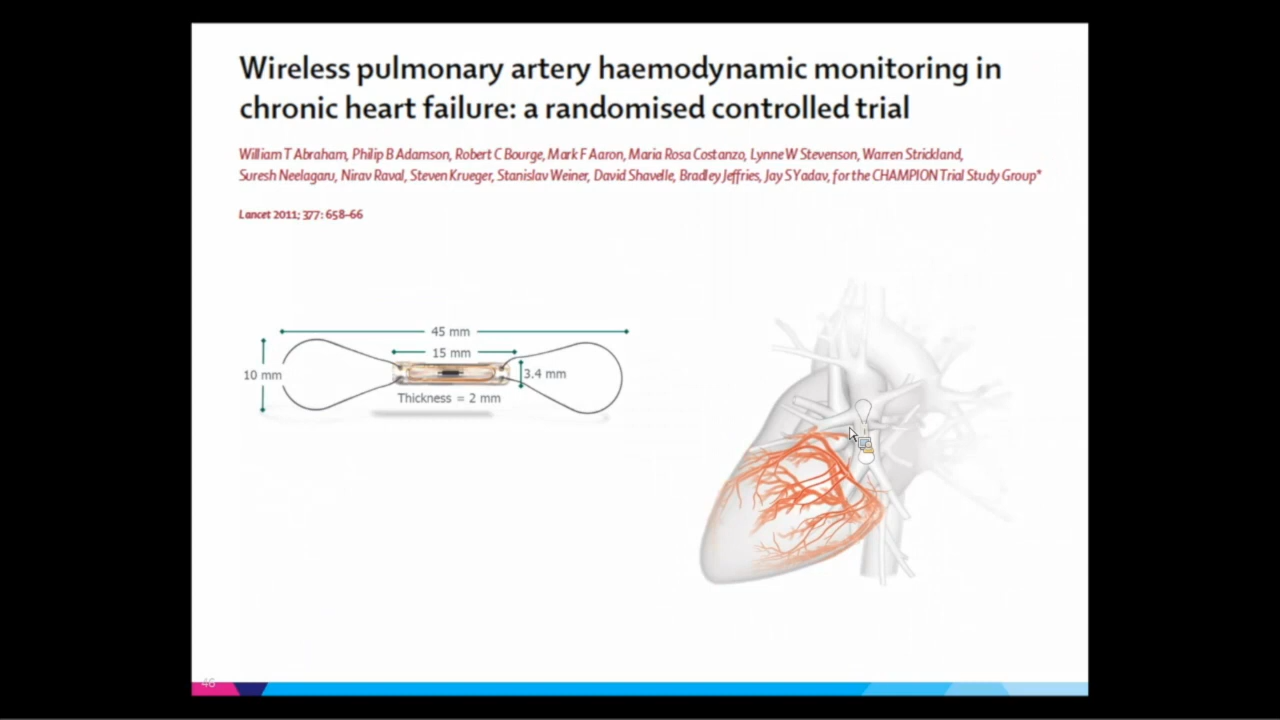 Wireless pulmonary artery haemodynamic monitoring in
chronic heart failure: a randomised controlled trial
William T Abraham, Philip B Adamson, Robert C Bourge, Mark F Aaron, Maria Rosa Costanzo, Lynne W Stevenson, Warren Strickland,
Suresh Neelagaru, Nirav Raval, Steven Krueger, Stanislav Weiner, David Shavelle, Bradley Jeffries, Jay S Yadav, for the CHAMPION Trial Study Group*
Lancet 2011; 377: 658–66
45 mm
15 mm
10 mm
3.4 mm
Thickness = 2 mm
46